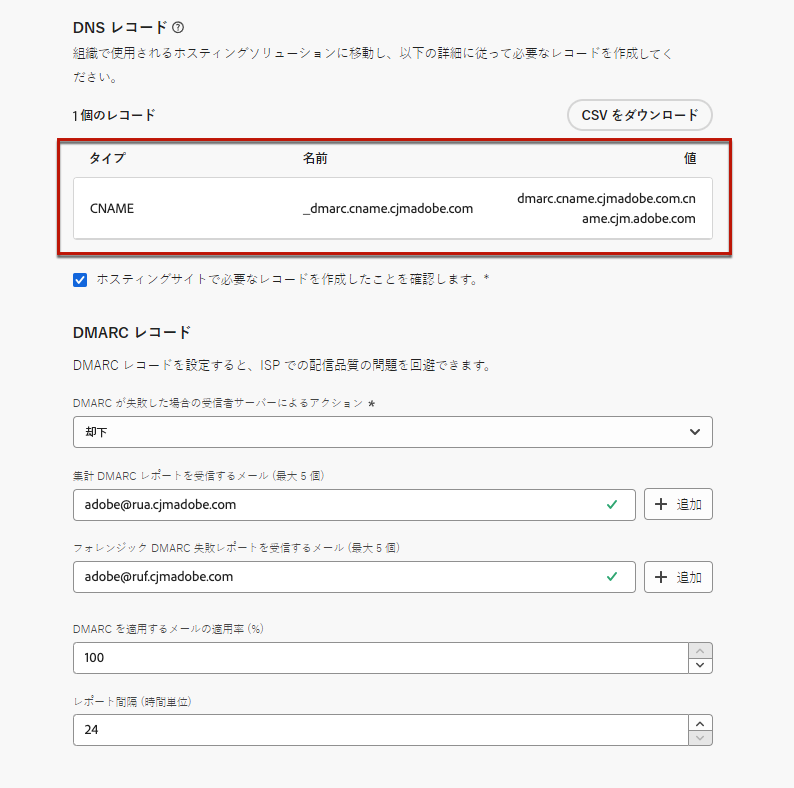 DNS レコード
組織で使用されるホスティングソリューションに移動し、以下の詳細に従って必要なレコードを作成してく
ださい。
1 個のレコード
CSV をダウンロード
タイプ 名前 値
CNAME _dmarc.cname.cjmadobe.com dmarc.cname.cjmadobe.com.cn
ame.cjm.adobe.com
ホスティングサイトで必要なレコードを作成したことを確認します。*
DMARC レコード
DMARC レコードを設定すると、ISP での配信品質の問題を回避できます。
DMARC が失敗した場合の受信者サーバーによるアクション *
却下
集計 DMARC レポートを受信するメール (最大 5 個)
adobe@rua.cjmadobe.com
追加
フォレンジック DMARC 失敗レポートを受信するメール (最大 5 個)
adobe@ruf.cjmadobe.com
追加
DMARC を適用するメールの適用率 (%)
100
レポート間隔 (時間単位)
24